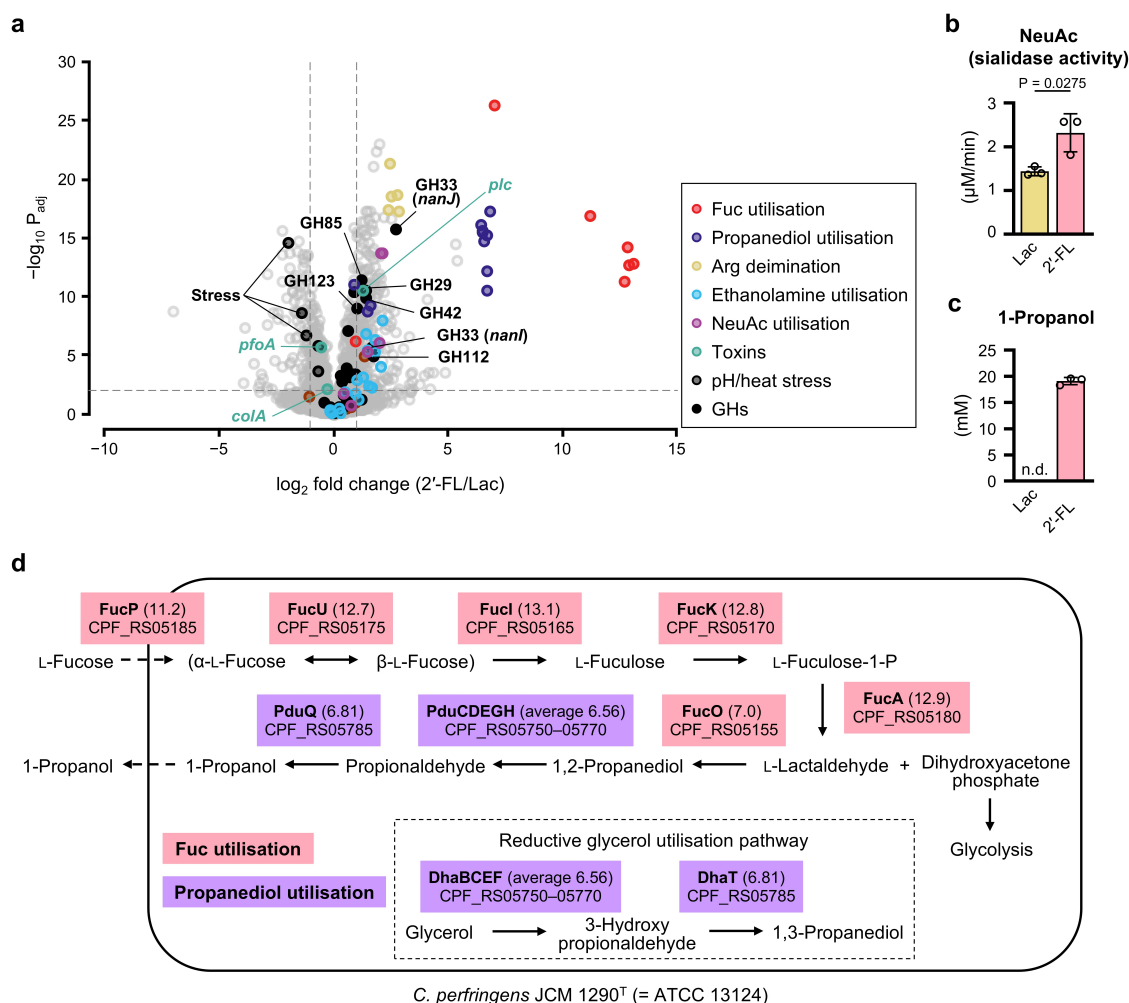 a
30
25
20
15
10
5
0
−log10 Padj
−10
−5
0
5
10
15
log2 fold change (2′-FL/Lac)
GH33
(nanJ)
plc
GH85
GH123
GH29
GH42
Stress
GH33 (nanI)
GH112
pfoA
colA
Fuc utilisation
Propanediol utilisation
Arg deimination
Ethanolamine utilisation
NeuAc utilisation
Toxins
pH/heat stress
GHs
b
NeuAc
(sialidase activity)
P = 0.0275
3
2
1
0
(µM/min)
Lac
2′-FL
c
1-Propanol
25
20
15
10
5
0
(mM)
n.d.
Lac
2′-FL
d
FucP (11.2)
CPF_RS05185
FucU (12.7)
CPF_RS05175
FucI (13.1)
CPF_RS05165
FucK (12.8)
CPF_RS05170
L-Fucose
(α-L-Fucose
β-L-Fucose)
L-Fuculose
L-Fuculose-1-P
PduQ (6.81)
CPF_RS05785
PduCDEGH (average 6.56)
CPF_RS05750–05770
FucO (7.0)
CPF_RS05155
FucA (12.9)
CPF_RS05180
1-Propanol
1-Propanol
Propionaldehyde
1,2-Propanediol
L-Lactaldehyde
+
Dihydroxyacetone
phosphate
Glycolysis
Fuc utilisation
Propanediol utilisation
Reductive glycerol utilisation pathway
DhaBCEF (average 6.56)
CPF_RS05750–05770
DhaT (6.81)
CPF_RS05785
Glycerol
3-Hydroxy
propionaldehyde
1,3-Propanediol
C. perfringens JCM 1290T (= ATCC 13124)